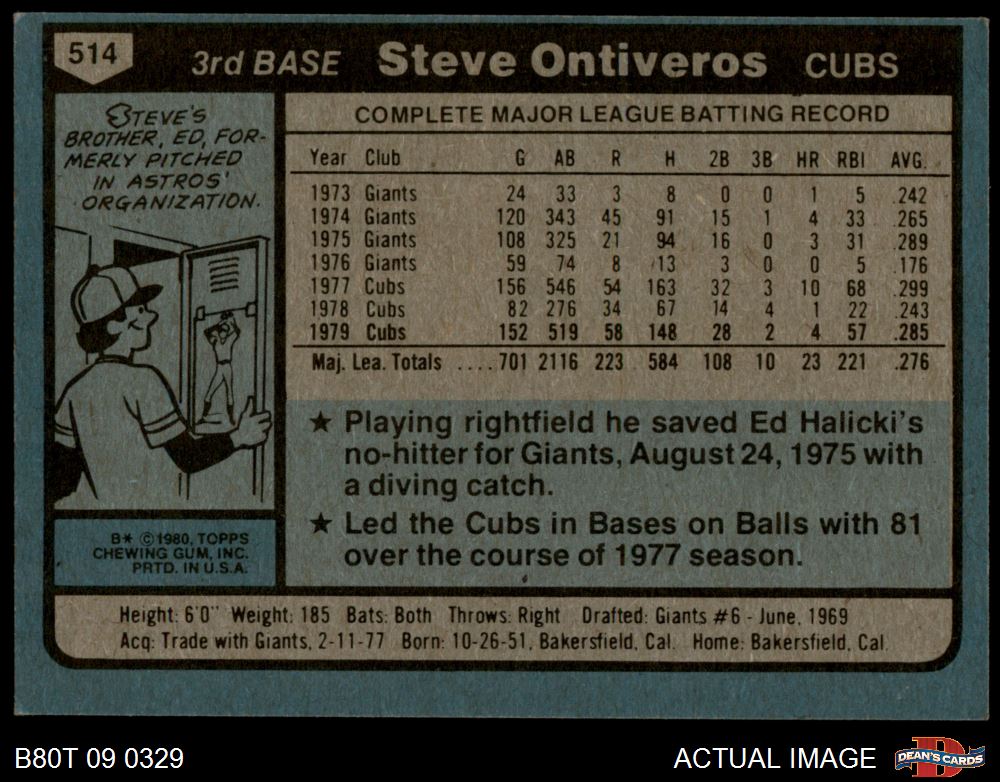 514 3rd BASE Steve Ontiveros CUBS
STEVE'S
BROTHER, ED, FOR-
MERLY PITCHED
IN ASTROS'
ORGANIZATION.
COMPLETE MAJOR LEAGUE BATTING RECORD
Year Club G AB R H 2B 3B HR RBI AVG.
1973 Giants 24 33 3 8 0 0 1 5 .242
1974 Giants 120 343 45 91 15 1 4 33 .265
1975 Giants 108 325 21 94 16 0 3 31 .289
1976 Giants 59 74 8 13 3 0 0 5 .176
1977 Cubs 156 546 54 163 32 3 10 68 .299
1978 Cubs 82 276 34 67 14 4 1 22 .243
1979 Cubs 152 519 58 148 28 2 4 57 .285
Maj. Lea. Totals ....701 2116 223 584 108 10 23 221 .276
★ Playing rightfield he saved Ed Halicki's
no-hitter for Giants, August 24, 1975 with
a diving catch.
★ Led the Cubs in Bases on Balls with 81
over the course of 1977 season.
B* ©1980, TOPPS
CHEWING GUM, INC.
PRTD. IN U.S.A.
Height: 6'0" Weight: 185 Bats: Both Throws: Right Drafted: Giants #6 - June, 1969
Acq: Trade with Giants, 2-11-77 Born: 10-26-51, Bakersfield, Cal. Home: Bakersfield, Cal.
B80T 09 0329
ACTUAL IMAGE
D
DEAN'S CARDS